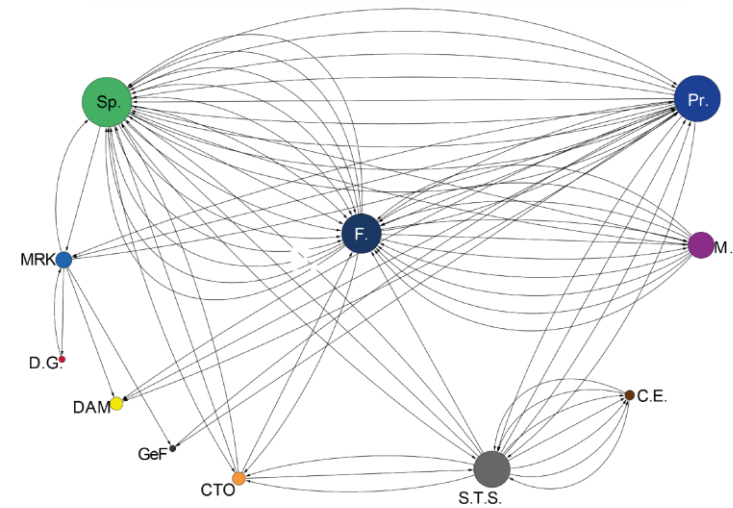 Sp.
Pr.
F.
MRK
M.
D.G.
C.E.
DAM
GeF
CTO
S.T.S.